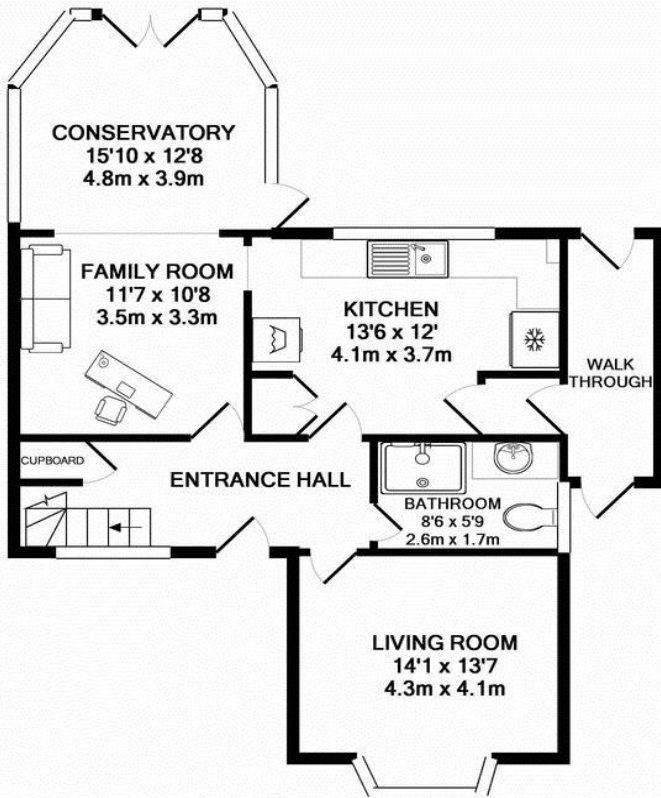 CONSERVATORY
15'10 x 12'8
4.8m x 3.9m
FAMILY ROOM
11'7 x 10'8
3.5m x 3.3m
KITCHEN
13'6 x 12'
4.1m x 3.7m
WALK
THROUGH
CUPBOARD
ENTRANCE HALL
BATHROOM
8'6 x 5'9
2.6m x 1.7m
LIVING ROOM
14'1 x 13'7
4.3m x 4.1m